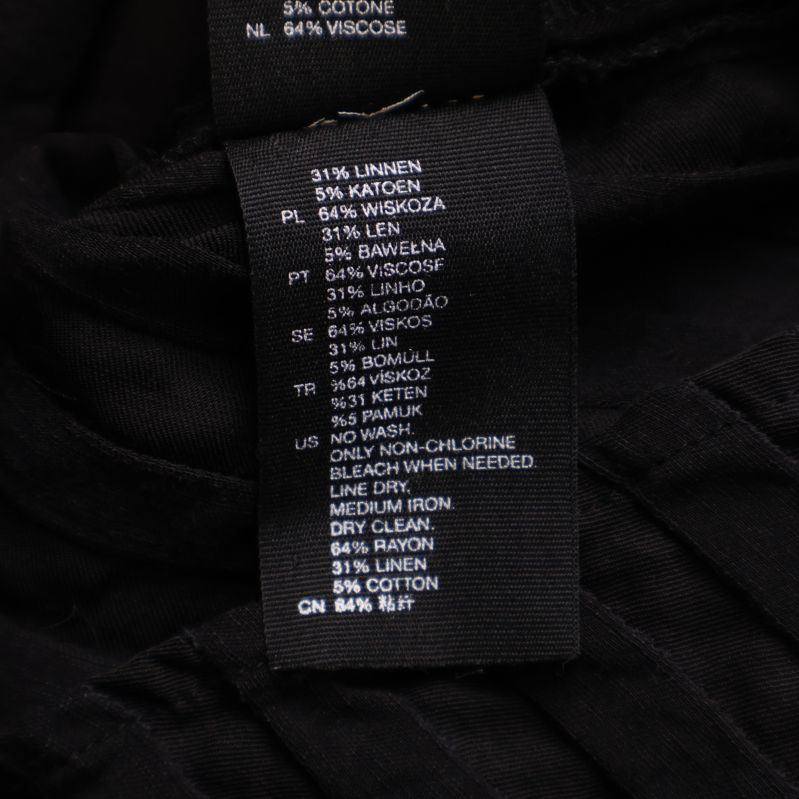 5% COTONE
NL 64% VISCOSE
31% LINNEN
5% KATOEN
PL 64% WISKOZA
31% LEN
5% BAWEŁNA
PT 64% VISCOSE
31% LINHO
5% ALGODÃO
SE 64% VISKOS
31% LIN
5% BOMULL
TR %64 VİSKOZ
%31 KETEN
%5 PAMUK
US NO WASH.
ONLY NON-CHLORINE
BLEACH WHEN NEEDED.
LINE DRY.
MEDIUM IRON.
DRY CLEAN.
64% RAYON
31% LINEN
5% COTTON
CN 64% 粘纤